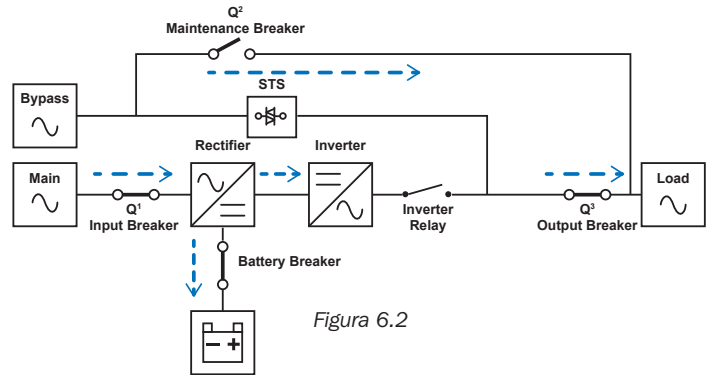 Q²
Maintenance Breaker
Bypass
STS
Rectifier
Inverter
Main
Load
Q¹
Input Breaker
Inverter
Relay
Q³
Output Breaker
Battery Breaker
− +
Figura 6.2